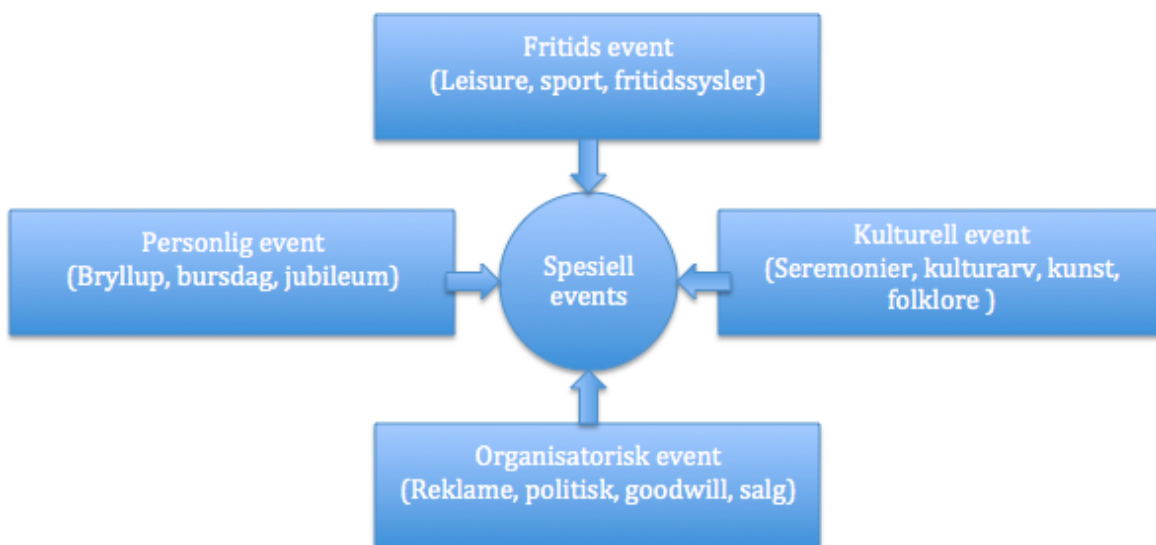 Fritids event
(Leisure, sport, fritidssysler)
Personlig event
(Bryllup, bursdag, jubileum)
Spesiell
events
Kulturell event
(Seremonier, kulturarv, kunst,
folklore )
Organisatorisk event
(Reklame, politisk, goodwill, salg)